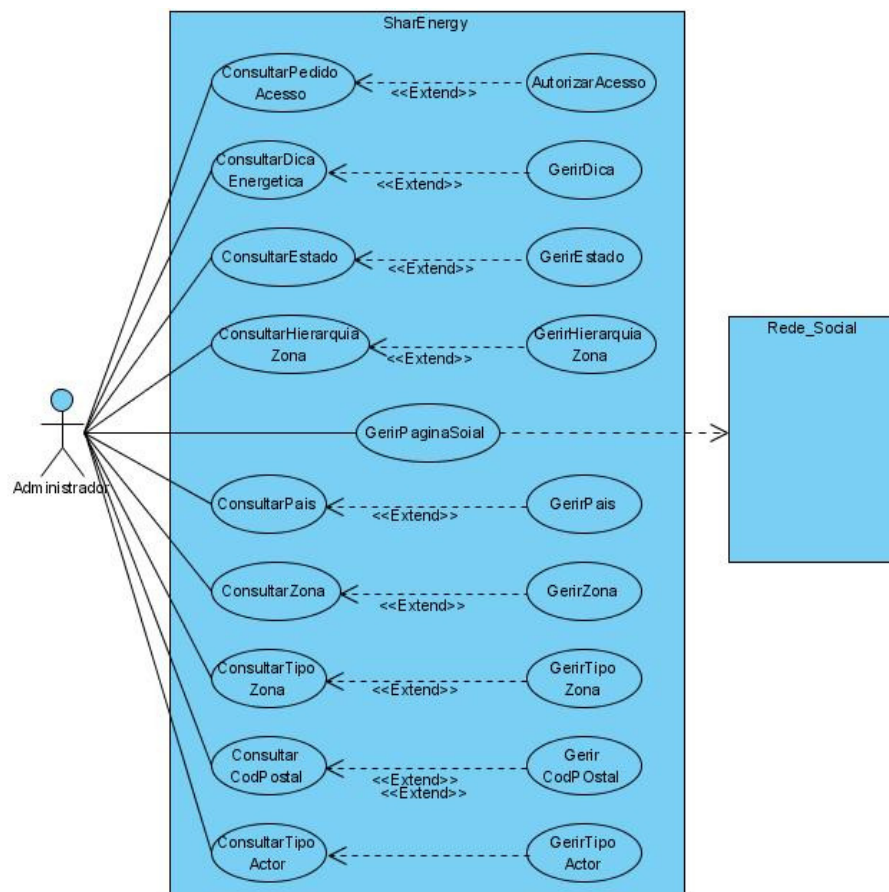 SharEnergy
ConsultarPedido
Acesso
<<Extend>>
AutorizarAcesso
ConsultarDica
Energetica
<<Extend>>
GerirDica
ConsultarEstado
<<Extend>>
GerirEstado
ConsultarHierarquia
Zona
<<Extend>>
GerirHierarquia
Zona
Rede_Social
GerirPaginaSoial
Administrador
ConsultarPais
<<Extend>>
GerirPais
ConsultarZona
<<Extend>>
GerirZona
ConsultarTipo
Zona
<<Extend>>
GerirTipo
Zona
Consultar
CodPOstal
<<Extend>>
<<Extend>>
Gerir
CodPOstal
ConsultarTipo
Actor
GerirTipo
Actor